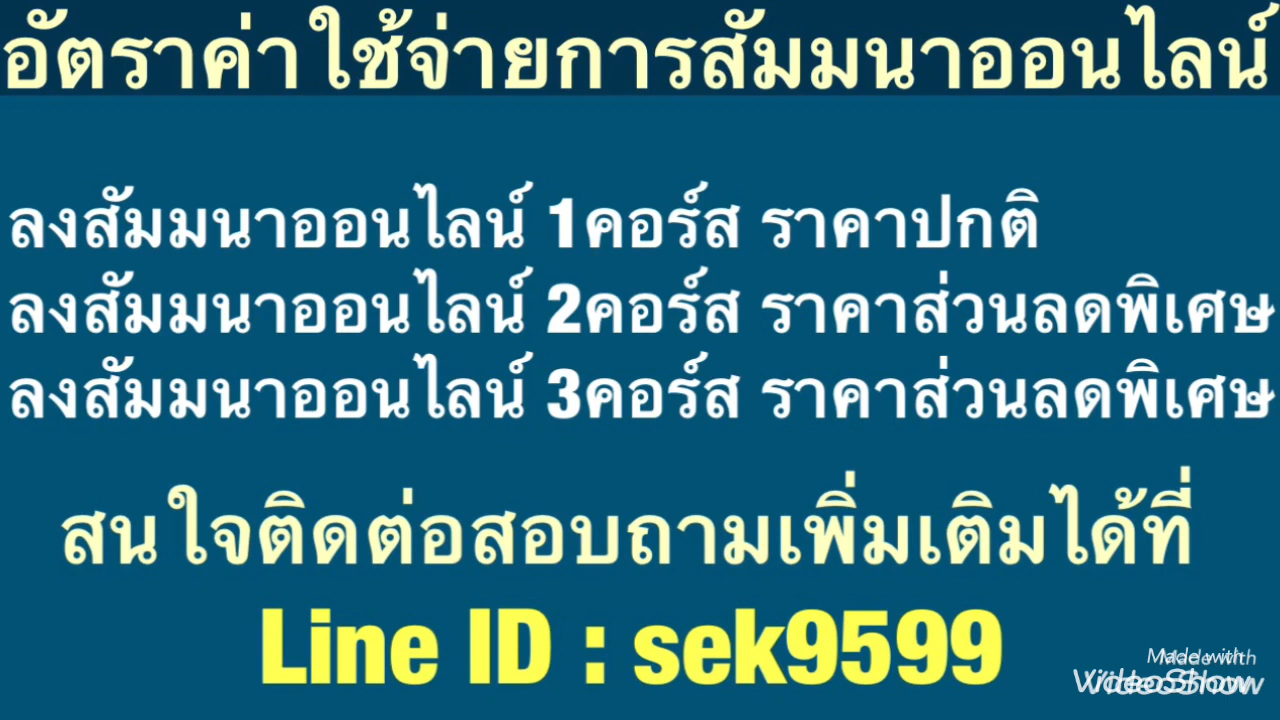 อัตราค่าใช้จ่ายการสัมมนาออนไลน์
ลงสัมมนาออนไลน์ 1คอร์ส ราคาปกติ
ลงสัมมนาออนไลน์ 2คอร์ส ราคาส่วนลดพิเศษ
ลงสัมมนาออนไลน์ 3คอร์ส ราคาส่วนลดพิเศษ
สนใจติดต่อสอบถามเพิ่มเติมได้ที่
Line ID : sek9599
Made with
VideoShow